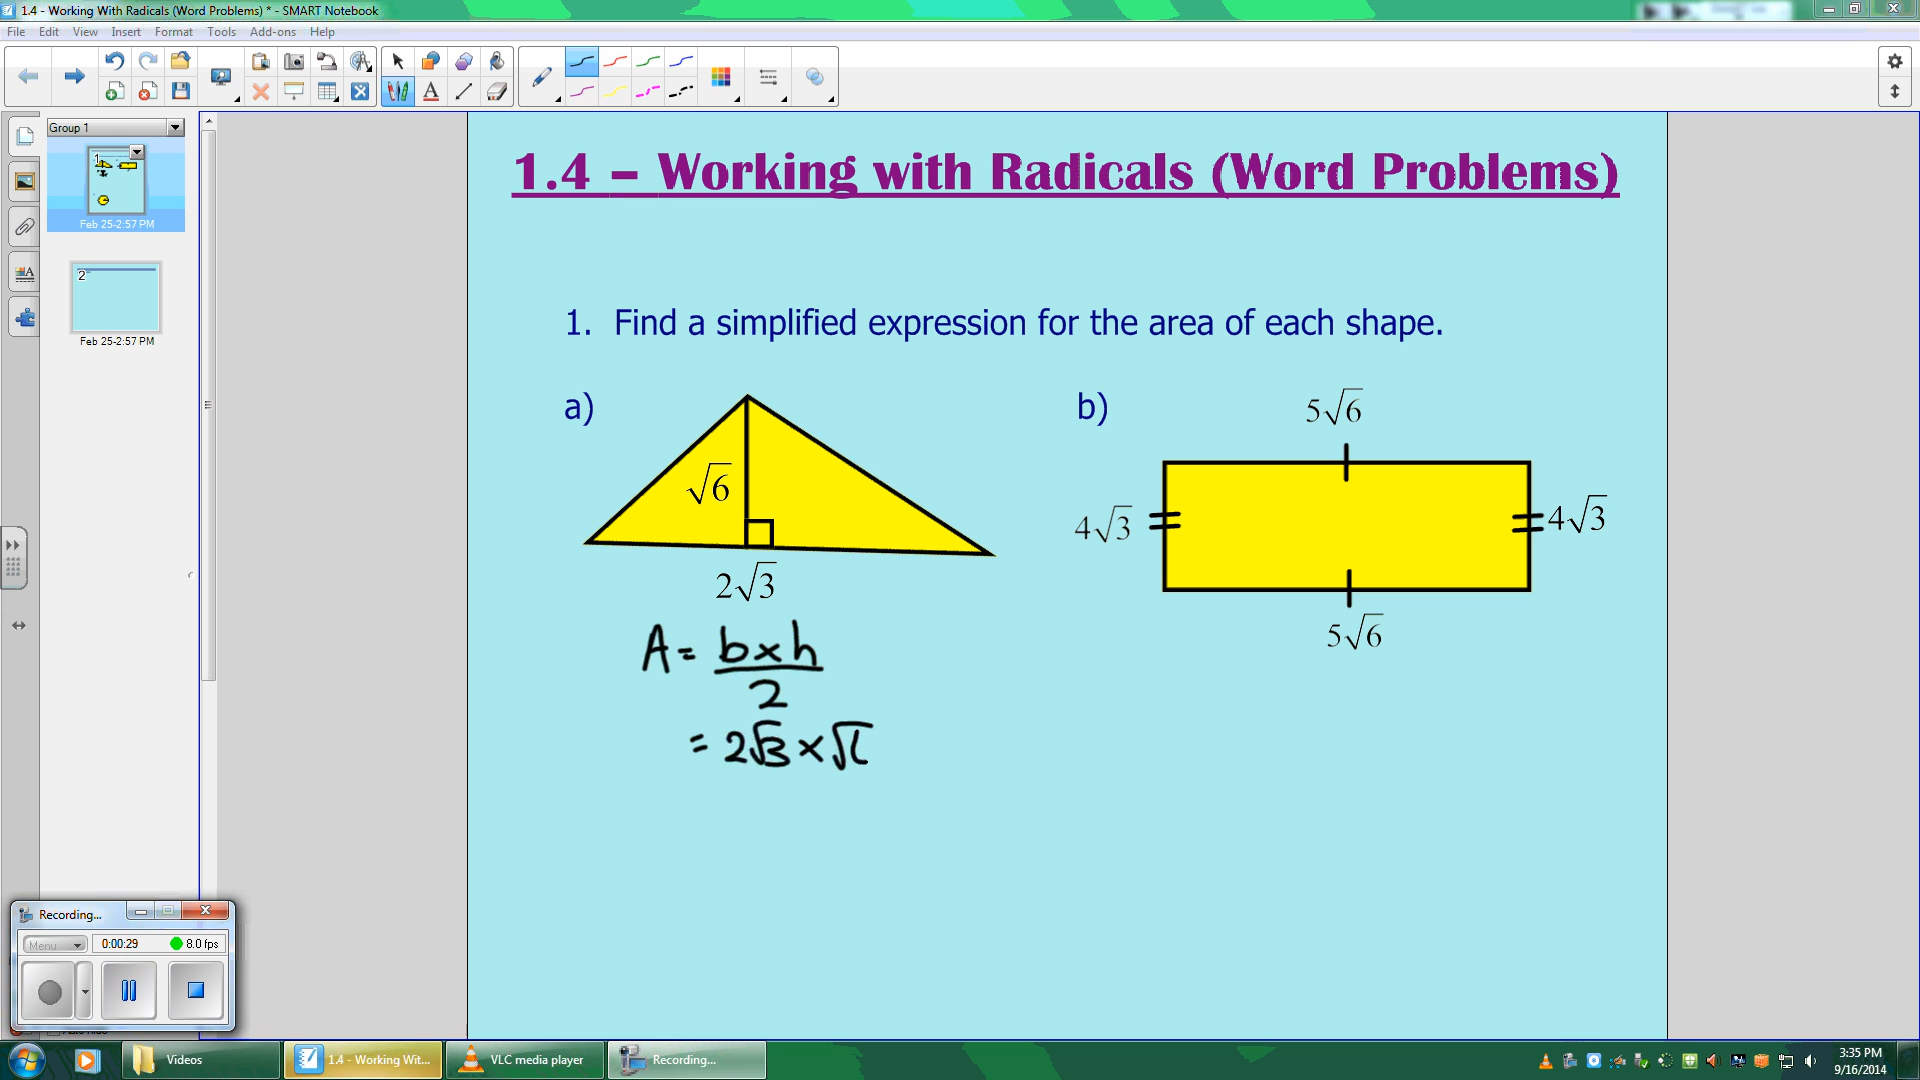 1.4 - Working With Radicals (Word Problems) * - SMART Notebook
File Edit View Insert Format Tools Add-ons Help
Group 1
1
Feb 25-2:57 PM
2
Feb 25-2:57 PM
1.4 – Working with Radicals (Word Problems)
1. Find a simplified expression for the area of each shape.
a)
√6
2√3
b)
5√6
4√3
4√3
5√6
A = b×h
2
= 2√3 × √
Recording...
Menu
0:00:29
8.0 fps
Videos
1.4 - Working Wit...
VLC media player
Recording...
3:35 PM
9/16/2014